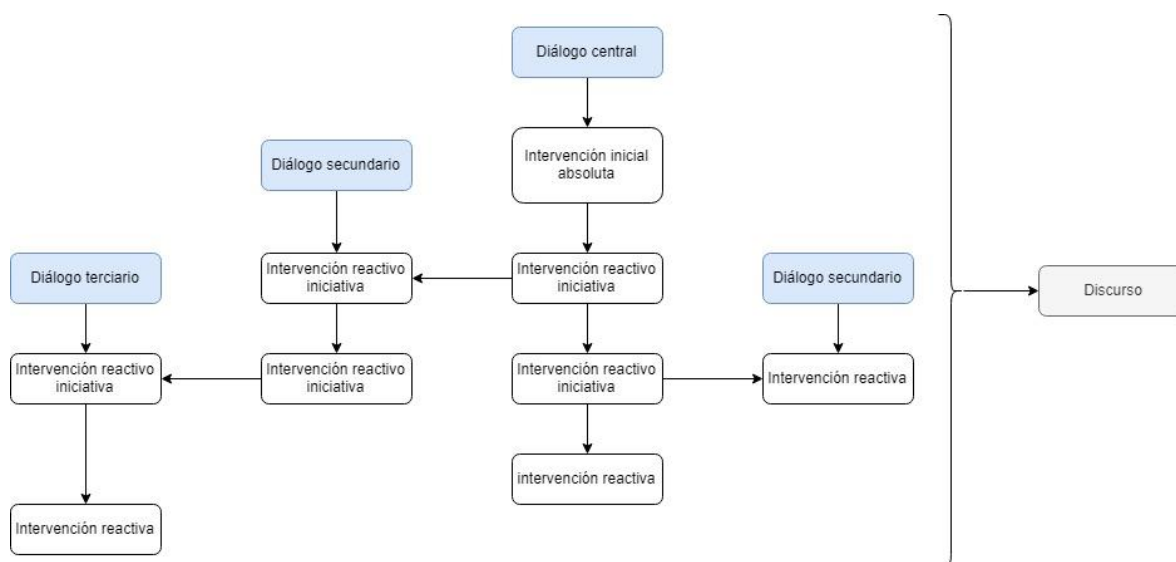 Diálogo central
Intervención inicial
absoluta
Diálogo secundario
Intervención reactivo
iniciativa
Intervención reactivo
iniciativa
Diálogo terciario
Diálogo secundario
Discurso
Intervención reactivo
iniciativa
Intervención reactivo
iniciativa
Intervención reactivo
iniciativa
Intervención reactiva
intervención reactiva
Intervención reactiva